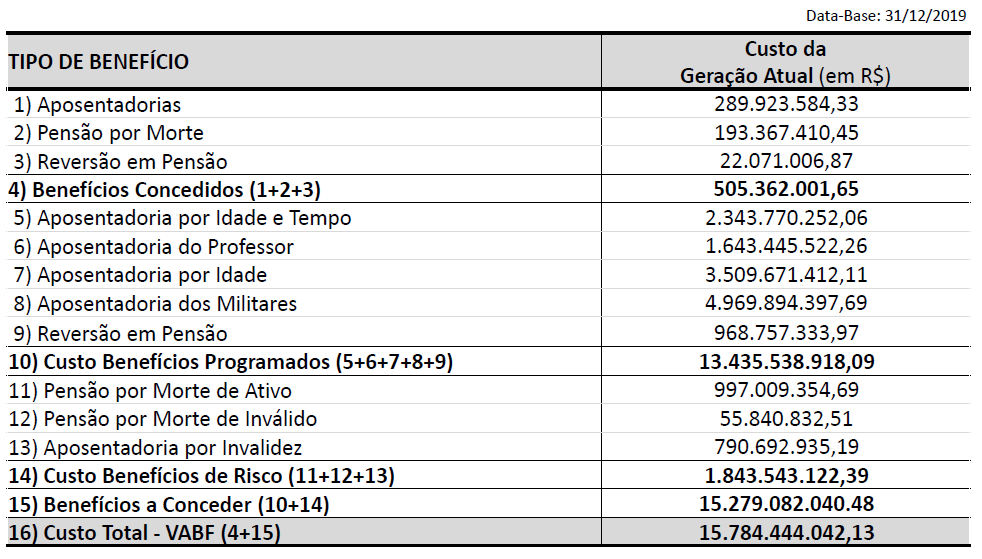 Data-Base: 31/12/2019
TIPO DE BENEFÍCIO
Custo da
Geração Atual (em R$)
1) Aposentadorias 289.923.584,33
2) Pensão por Morte 193.367.410,45
3) Reversão em Pensão 22.071.006,87
4) Benefícios Concedidos (1+2+3) 505.362.001,65
5) Aposentadoria por Idade e Tempo 2.343.770.252,06
6) Aposentadoria do Professor 1.643.445.522,26
7) Aposentadoria por Idade 3.509.671.412,11
8) Aposentadoria dos Militares 4.969.894.397,69
9) Reversão em Pensão 968.757.333,97
10) Custo Benefícios Programados (5+6+7+8+9) 13.435.538.918,09
11) Pensão por Morte de Ativo 997.009.354,69
12) Pensão por Morte de Inválido 55.840.832,51
13) Aposentadoria por Invalidez 790.692.935,19
14) Custo Benefícios de Risco (11+12+13) 1.843.543.122,39
15) Benefícios a Conceder (10+14) 15.279.082.040.48
16) Custo Total - VABF (4+15) 15.784.444.042,13